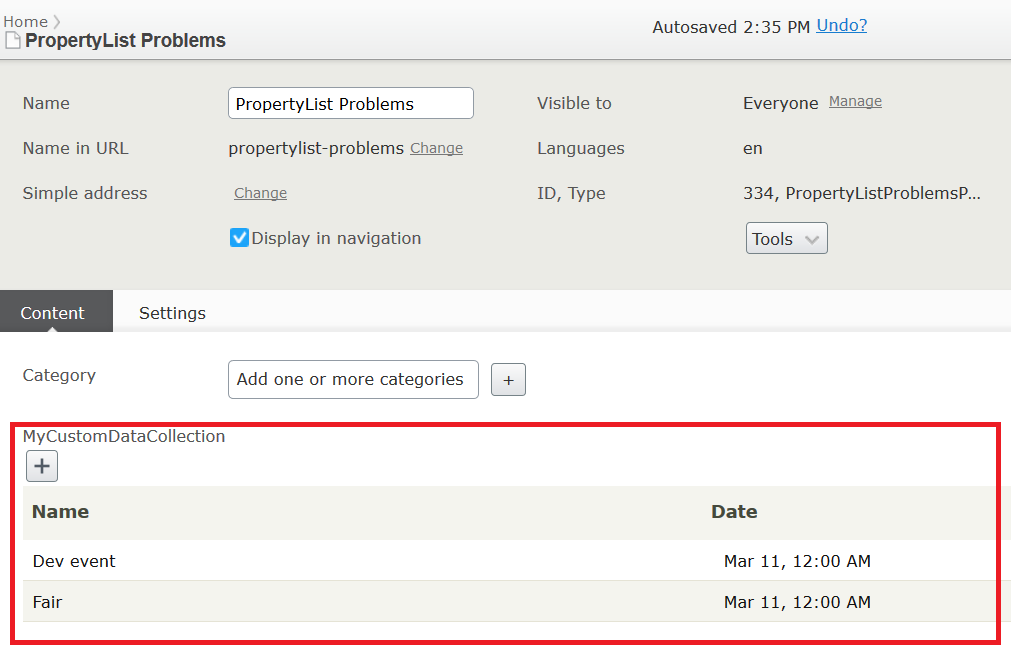 Home
PropertyList Problems
Autosaved 2:35 PM Undo?
Name
PropertyList Problems
Visible to
Everyone Manage
Name in URL
propertylist-problems Change
Languages
en
Simple address
Change
ID, Type
334, PropertyListProblemsP...
Display in navigation
Tools
Content
Settings
Category
Add one or more categories
+
MyCustomDataCollection
+
Name
Date
Dev event
Mar 11, 12:00 AM
Fair
Mar 11, 12:00 AM